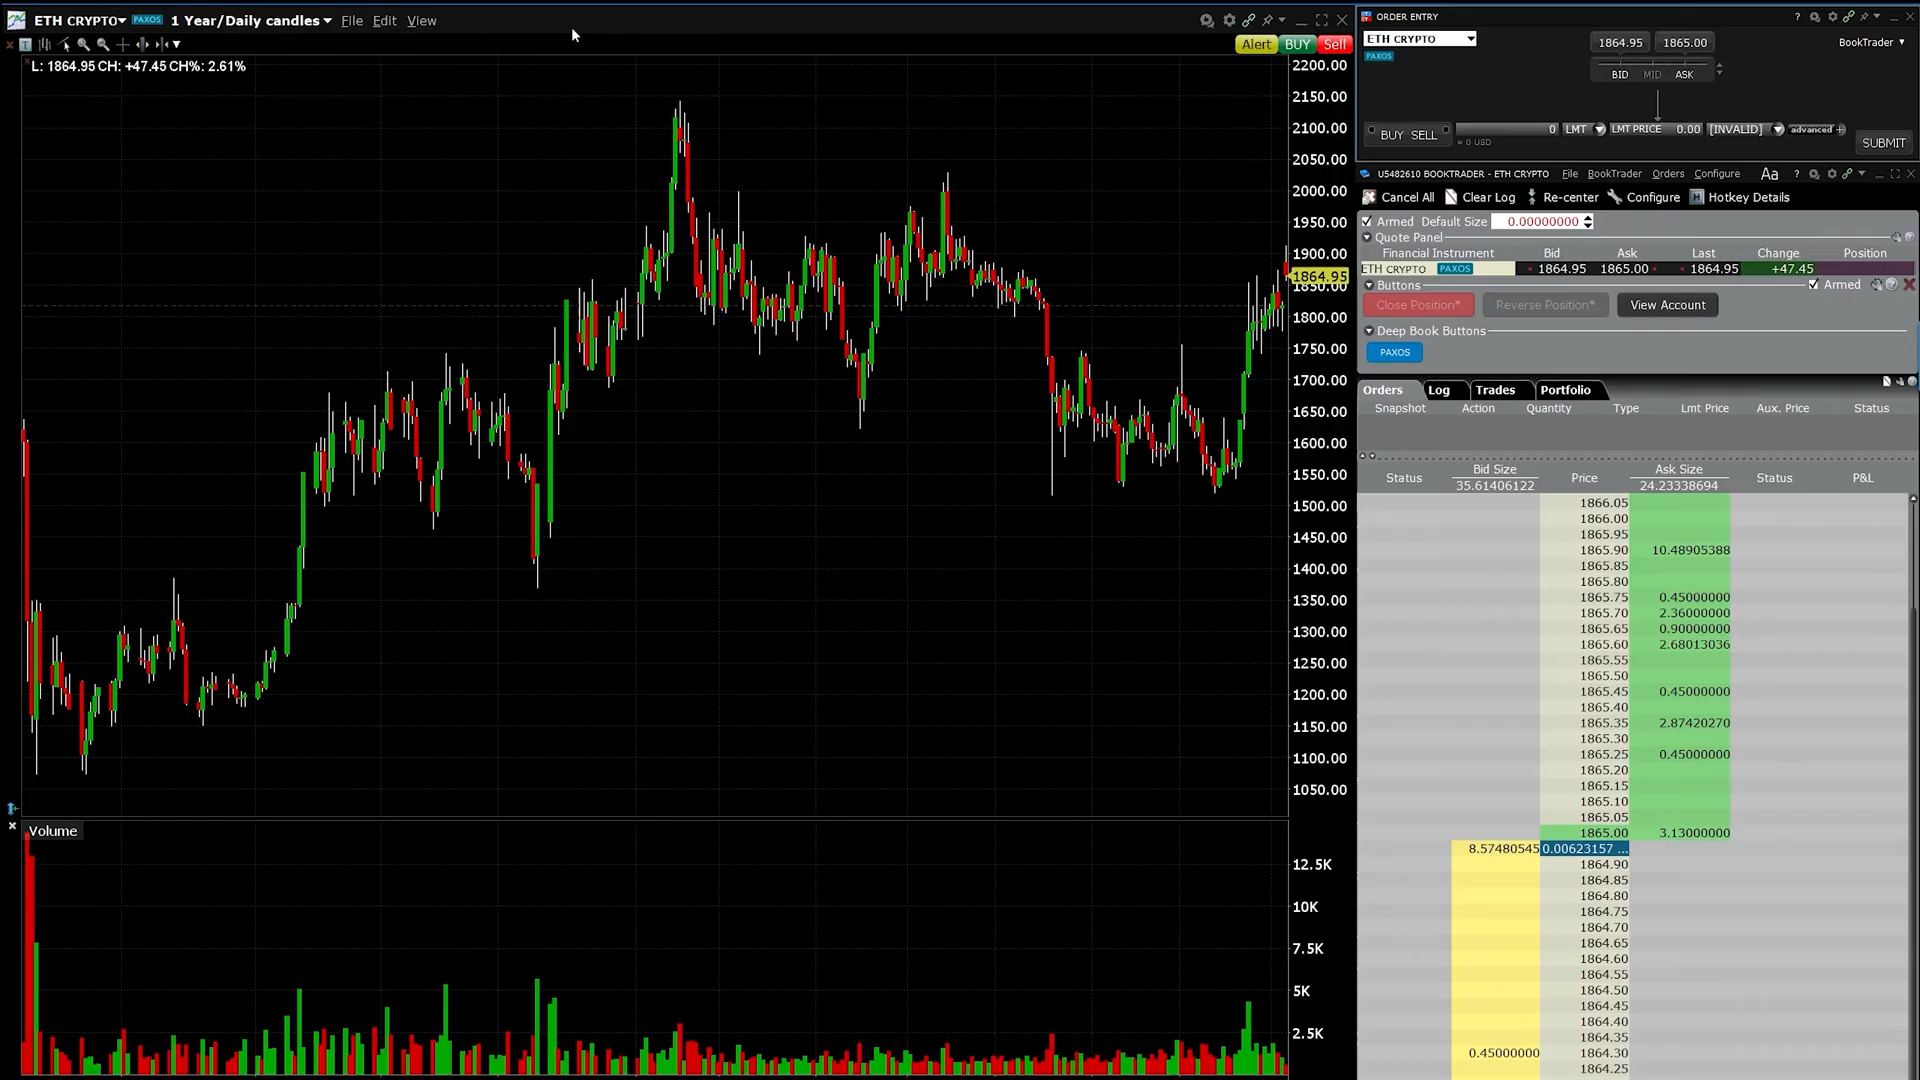 ETH CRYPTO PAXOS 1 Year/Daily candles File Edit View
Alert BUY Sell
L: 1864.95 CH: +47.45 CH%: 2.61%
2200.00
2150.00
2100.00
2050.00
2000.00
1950.00
1900.00
1864.95
1850.00
1800.00
1750.00
1700.00
1650.00
1600.00
1550.00
1500.00
1450.00
1400.00
1350.00
1300.00
1250.00
1200.00
1150.00
1100.00
1050.00
Volume
12.5K
10K
7.5K
5K
2.5K
ORDER ENTRY
ETH CRYPTO 1864.95 1865.00 BookTrader
PAXOS
BID MID ASK
BUY SELL 0 LMT LMT PRICE 0.00 [INVALID] advanced +
≈ 0 USD SUBMIT
U5482610 BOOKTRADER - ETH CRYPTO File BookTrader Orders Configure Aa ?
Cancel All Clear Log Re-center Configure Hotkey Details
Armed Default Size 0.00000000
Quote Panel
Financial Instrument Bid Ask Last Change Position
ETH CRYPTO PAXOS 1864.95 1865.00 1864.95 +47.45
Buttons Armed
Close Position* Reverse Position* View Account
Deep Book Buttons
PAXOS
Orders Log Trades Portfolio
Snapshot Action Quantity Type Lmt Price Aux. Price Status
Status Bid Size Price Ask Size Status P&L
35.61406122 24.23338694
1866.05
1866.00
1865.95
1865.90 10.48905388
1865.85
1865.80
1865.75 0.45000000
1865.70 2.36000000
1865.65 0.90000000
1865.60 2.68013036
1865.55
1865.50
1865.45 0.45000000
1865.40
1865.35 2.87420270
1865.30
1865.25 0.45000000
1865.20
1865.15
1865.10
1865.05
1865.00 3.13000000
8.57480545 0.00623157 ...
1864.90
1864.85
1864.80
1864.75
1864.70
1864.65
1864.60
1864.55
1864.50
1864.45
1864.40
1864.35
0.45000000 1864.30
1864.25